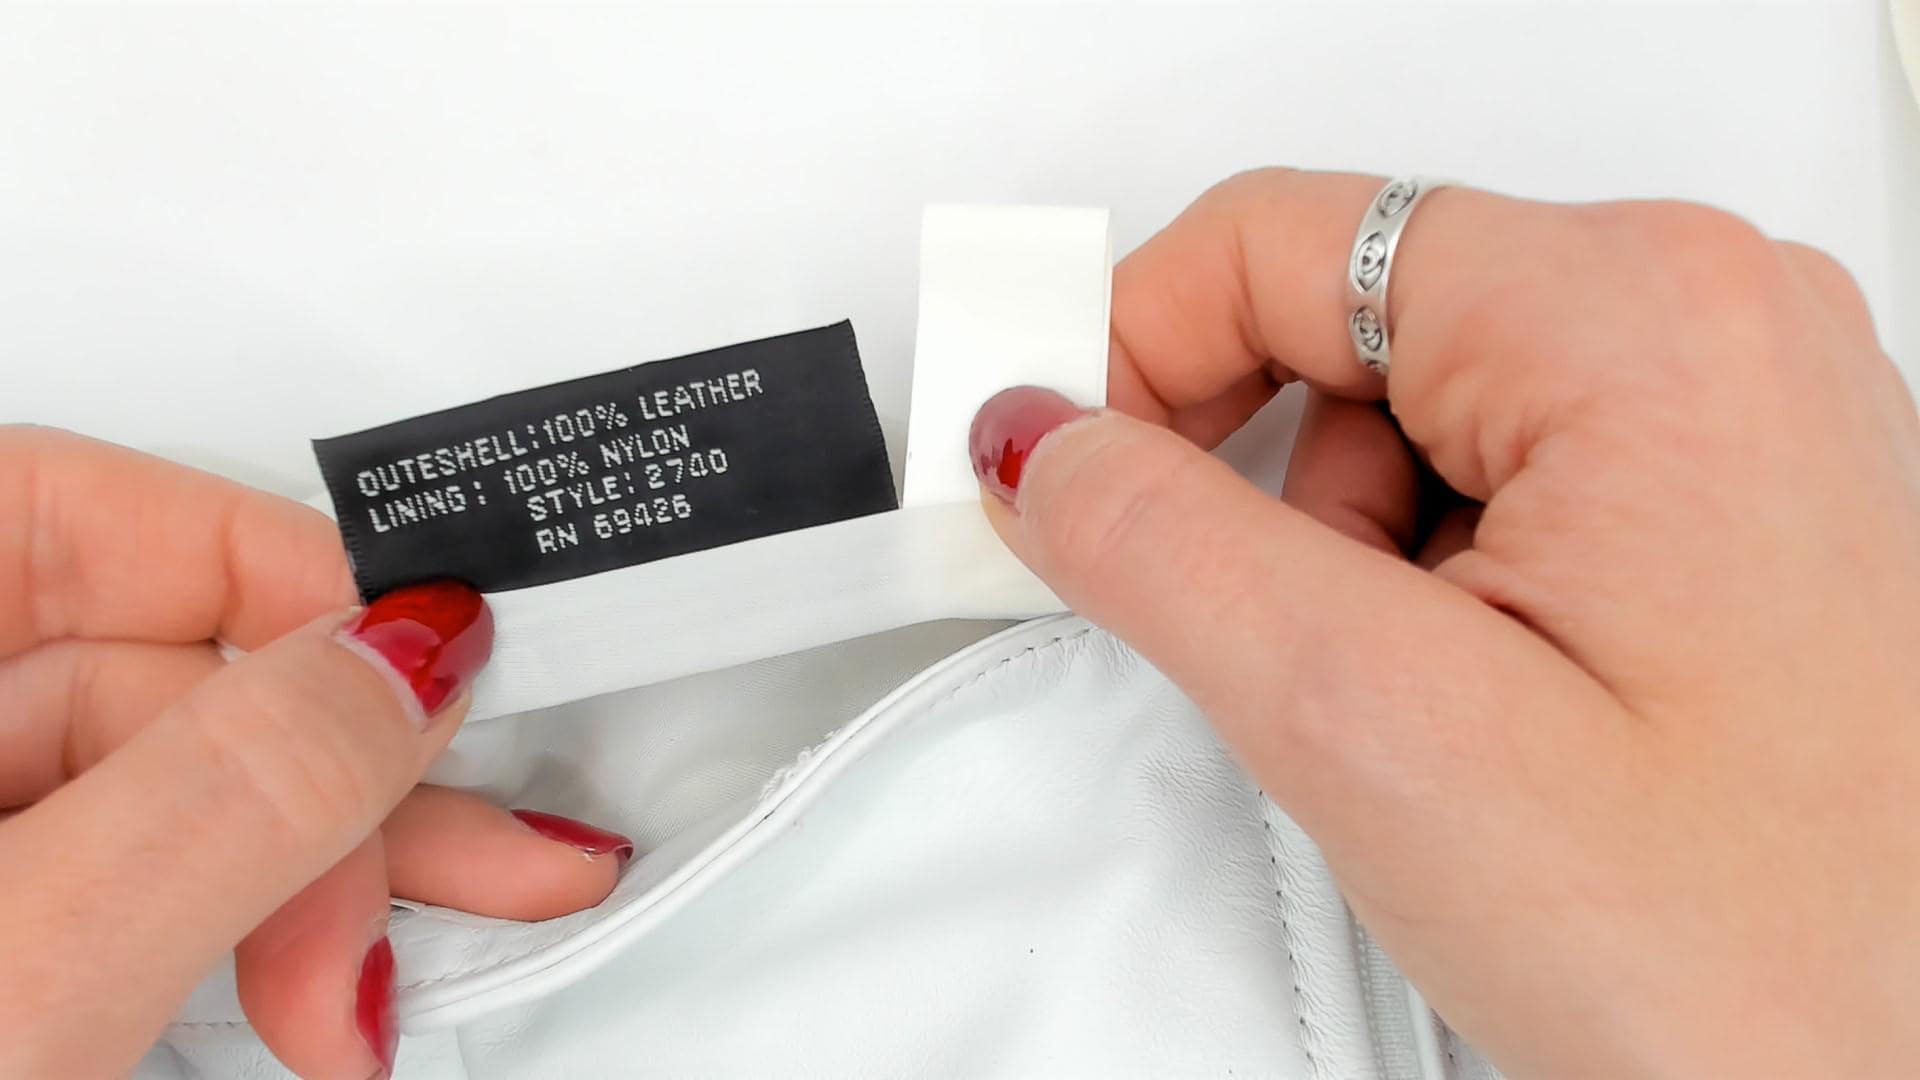 OUTESHELL:100% LEATHER
LINING: 100% NYLON
STYLE: 2740
RN 69426